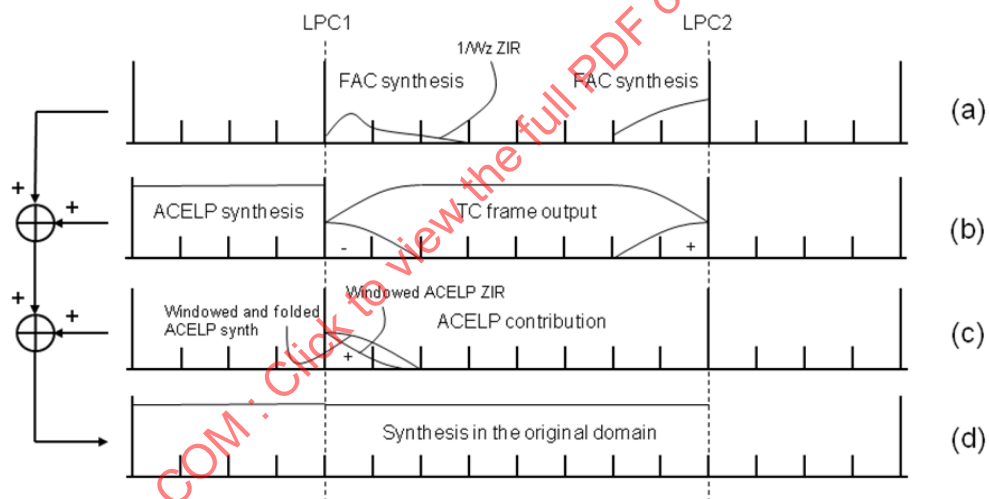 LPC1
LPC2
1/Wz ZIR
FAC synthesis
FAC synthesis
(a)
+
+
ACELP synthesis
TC frame output
-
+
(b)
+
+
Windowed and folded
ACELP synth
Windowed ACELP ZIR
ACELP contribution
+
(c)
Synthesis in the original domain
(d)
COM : Click to view the full PDF o